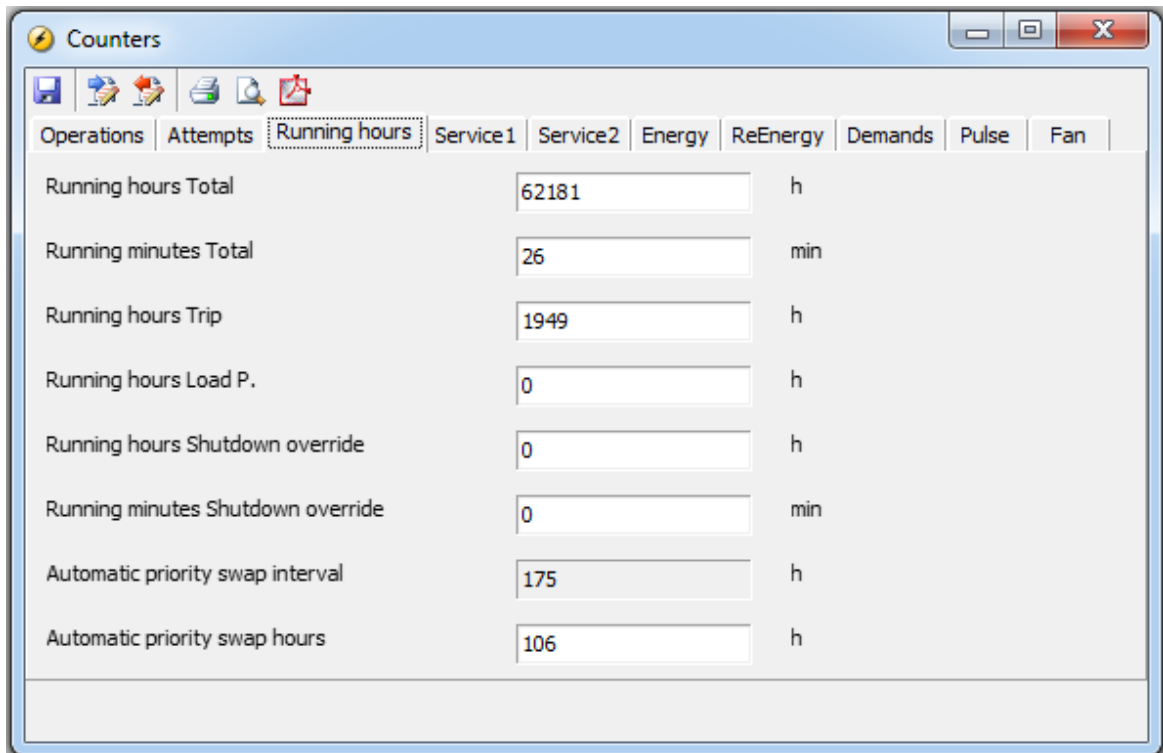 Counters
Operations Attempts Running hours Service1 Service2 Energy ReEnergy Demands Pulse Fan
Running hours Total 62181 h
Running minutes Total 26 min
Running hours Trip 1949 h
Running hours Load P. 0 h
Running hours Shutdown override 0 h
Running minutes Shutdown override 0 min
Automatic priority swap interval 175 h
Automatic priority swap hours 106 h